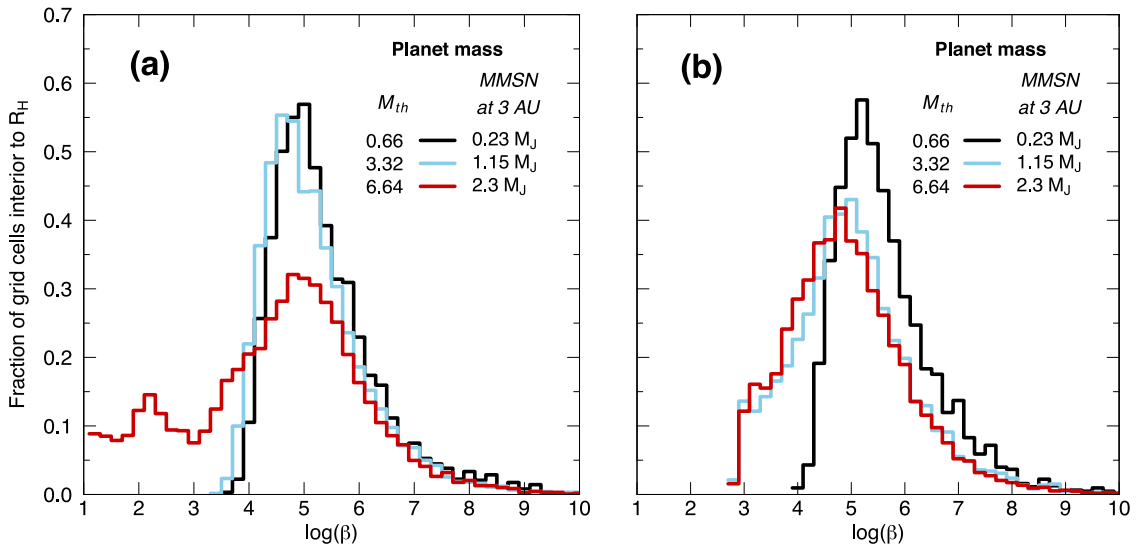 Fraction of grid cells interior to R_H
0.7
0.6
0.5
0.4
0.3
0.2
0.1
0.0
(a)
Planet mass
MMSN
M_th at 3 AU
0.66 0.23 M_J
3.32 1.15 M_J
6.64 2.3 M_J
1 2 3 4 5 6 7 8 9 10
log(β)
(b)
Planet mass
MMSN
M_th at 3 AU
0.66 0.23 M_J
3.32 1.15 M_J
6.64 2.3 M_J
1 2 3 4 5 6 7 8 9 10
log(β)